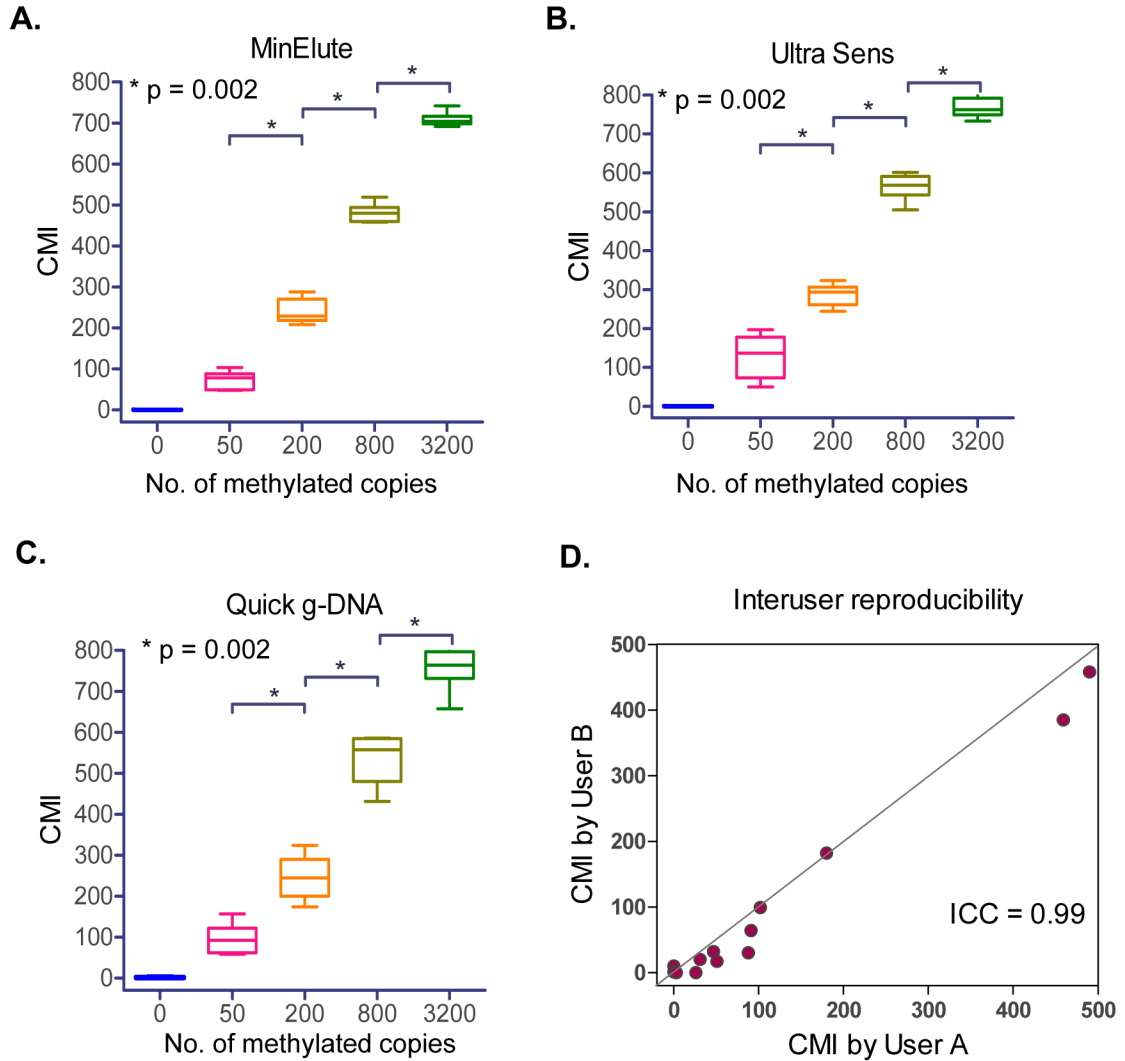 A.
MinElute
* p = 0.002
*
*
*
800
700
600
500
400
300
200
100
0
CMI
0 50 200 800 3200
No. of methylated copies
B.
Ultra Sens
* p = 0.002
*
*
*
800
700
600
500
400
300
200
100
0
CMI
0 50 200 800 3200
No. of methylated copies
C.
Quick g-DNA
* p = 0.002
*
*
*
800
700
600
500
400
300
200
100
0
CMI
0 50 200 800 3200
No. of methylated copies
D.
Interuser reproducibility
500
400
300
200
100
0
CMI by User B
ICC = 0.99
0 100 200 300 400 500
CMI by User A